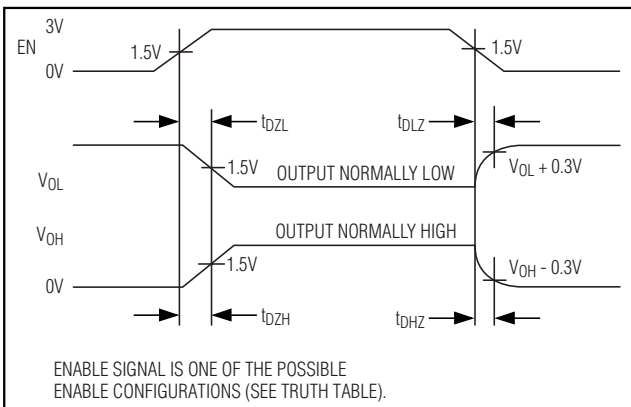 3V
EN
1.5V
1.5V
0V
tDZL
tDLZ
1.5V
OUTPUT NORMALLY LOW
VOL + 0.3V
VOL
VOH
OUTPUT NORMALLY HIGH
1.5V
VOH - 0.3V
0V
tDZH
tDHZ
ENABLE SIGNAL IS ONE OF THE POSSIBLE
ENABLE CONFIGURATIONS (SEE TRUTH TABLE).